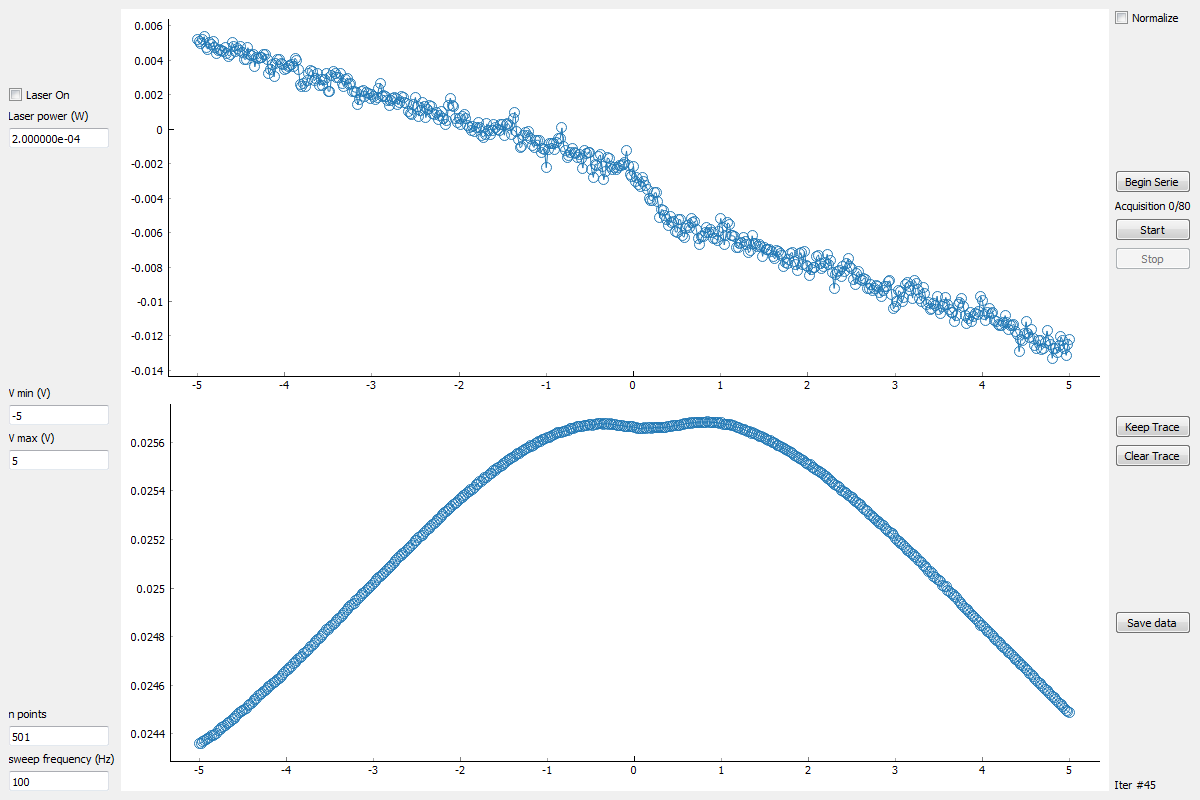 Laser On
Laser power (W)
2.000000e-04
V min (V)
-5
V max (V)
5
n points
501
sweep frequency (Hz)
100
0.006
0.004
0.002
0
-0.002
-0.004
-0.006
-0.008
-0.01
-0.012
-0.014
-5 -4 -3 -2 -1 0 1 2 3 4 5
0.0256
0.0254
0.0252
0.025
0.0248
0.0246
0.0244
-5 -4 -3 -2 -1 0 1 2 3 4 5
Normalize
Begin Serie
Acquisition 0/80
Start
Stop
Keep Trace
Clear Trace
Save data
Iter #45